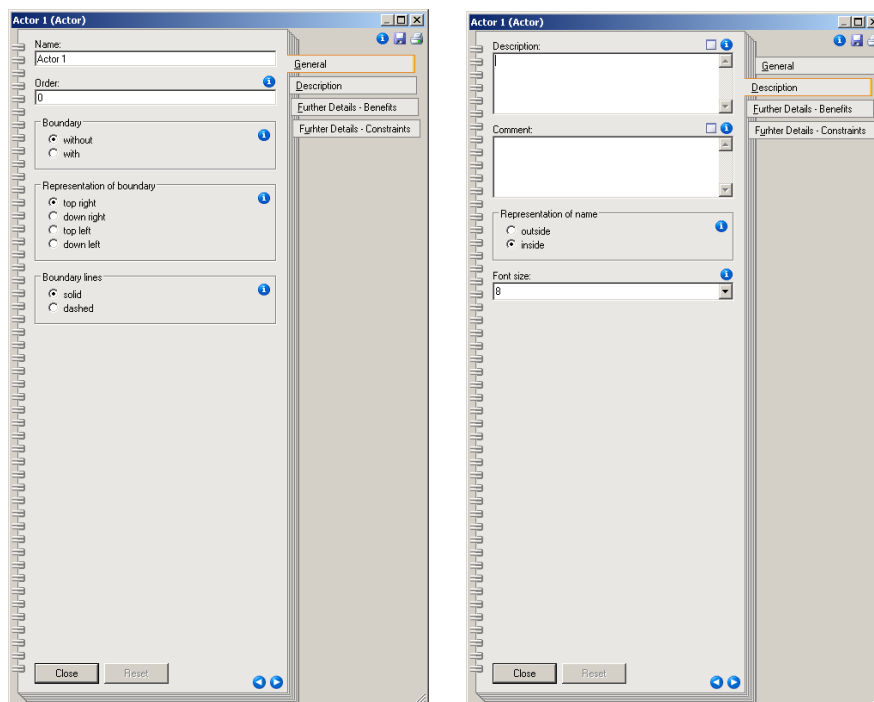 Actor 1 (Actor)
Name:
Actor 1
Order:
0
Boundary
without
with
Representation of boundary
top right
down right
top left
down left
Boundary lines
solid
dashed
Close
Reset
General
Description
Further Details - Benefits
Fyrhter Details - Constraints
Actor 1 (Actor)
Description:
Comment:
Representation of name
outside
inside
Font size:
8
Close
Reset
General
Description
Further Details - Benefits
Fyrhter Details - Constraints